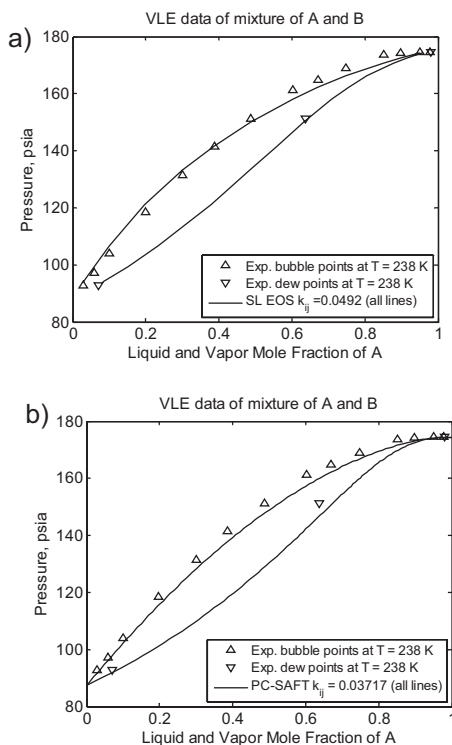 a)
VLE data of mixture of A and B
180
160
140
120
100
80
0
0.2
0.4
0.6
0.8
1
Pressure, psia
Liquid and Vapor Mole Fraction of A
Exp. bubble points at T = 238 K
Exp. dew points at T = 238 K
SL EOS k_ij =0.0492 (all lines)
b)
VLE data of mixture of A and B
180
160
140
120
100
80
0
0.2
0.4
0.6
0.8
1
Pressure, psia
Liquid and Vapor Mole Fraction of A
Exp. bubble points at T = 238 K
Exp. dew points at T = 238 K
PC-SAFT k_ij = 0.03717 (all lines)